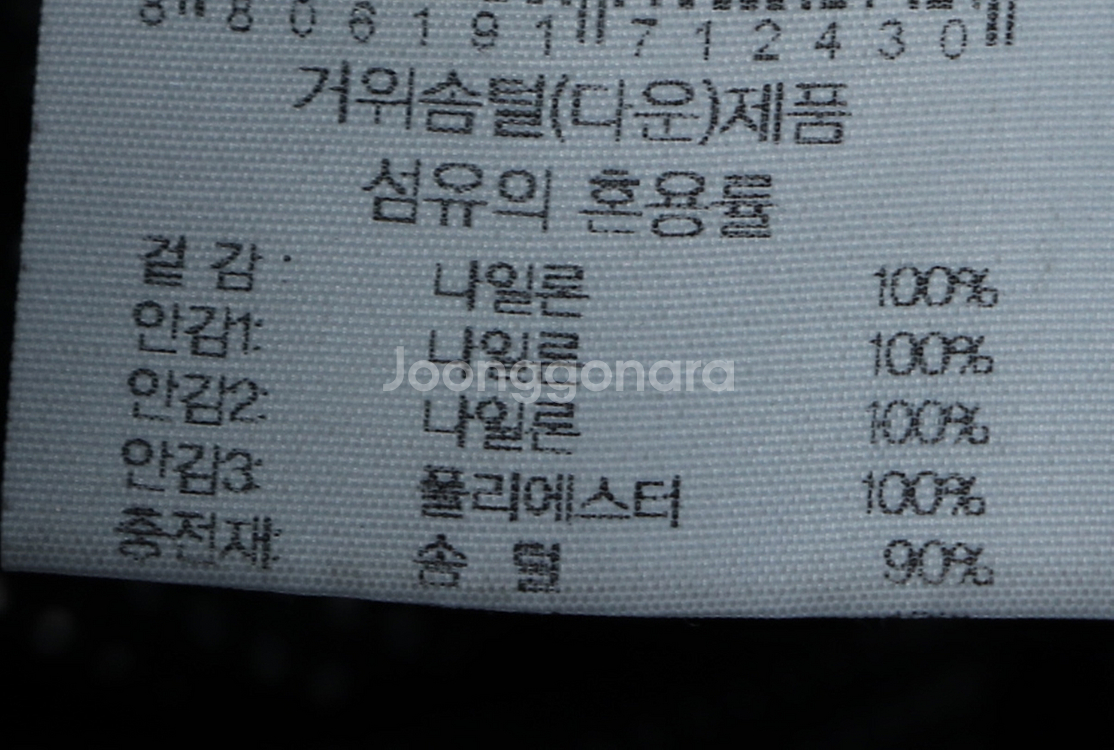 8 8 0 6 1 9 1 7 1 2 4 3 0
거위솜털(다운)제품
섬유의 혼용률
겉 감 나일론 100%
안감1: 나일론 100%
Joonggonara
안감2: 나일론 100%
안감3: 폴리에스터 100%
충전재: 솜 털 90%